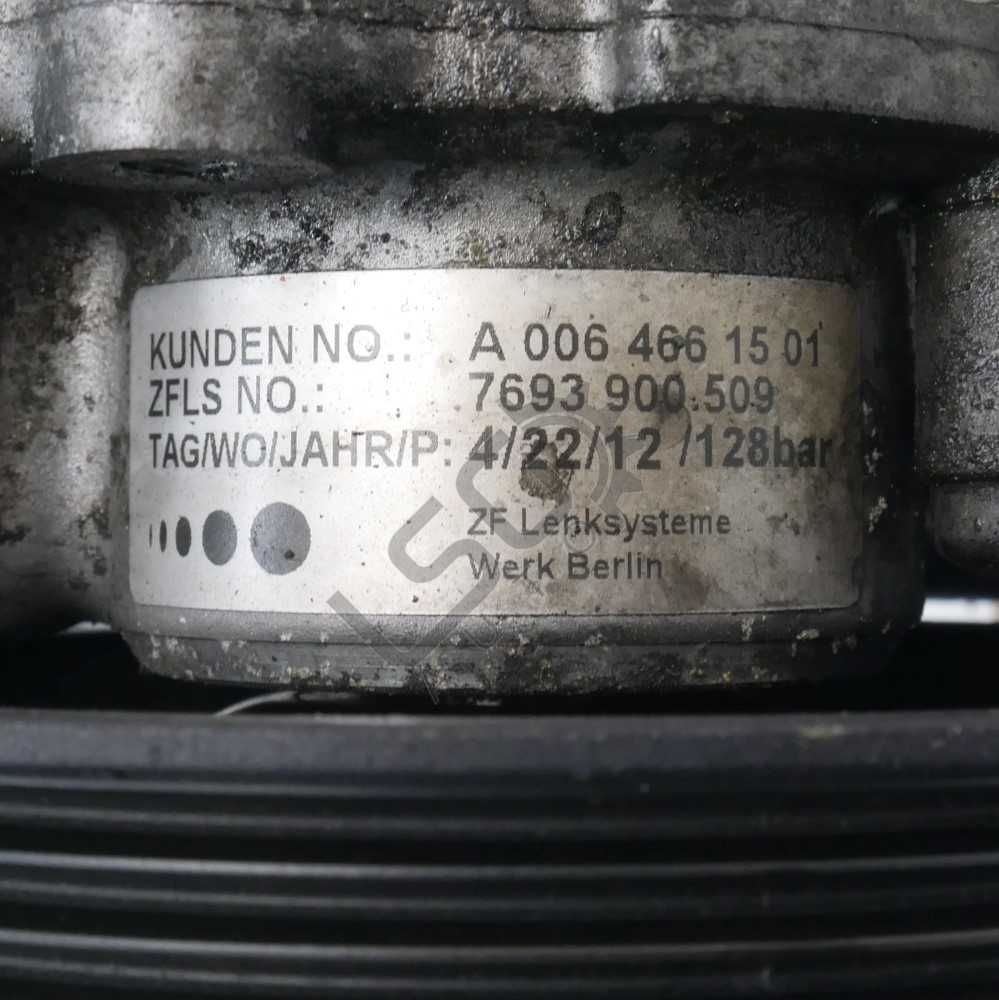 KUNDEN NO.: A 006 466 15 01
ZFLS NO.: 7693 900.509
TAG/WO/JAHR/P: 4/22/12 /128bar
ZF Lenksysteme
Werk Berlin